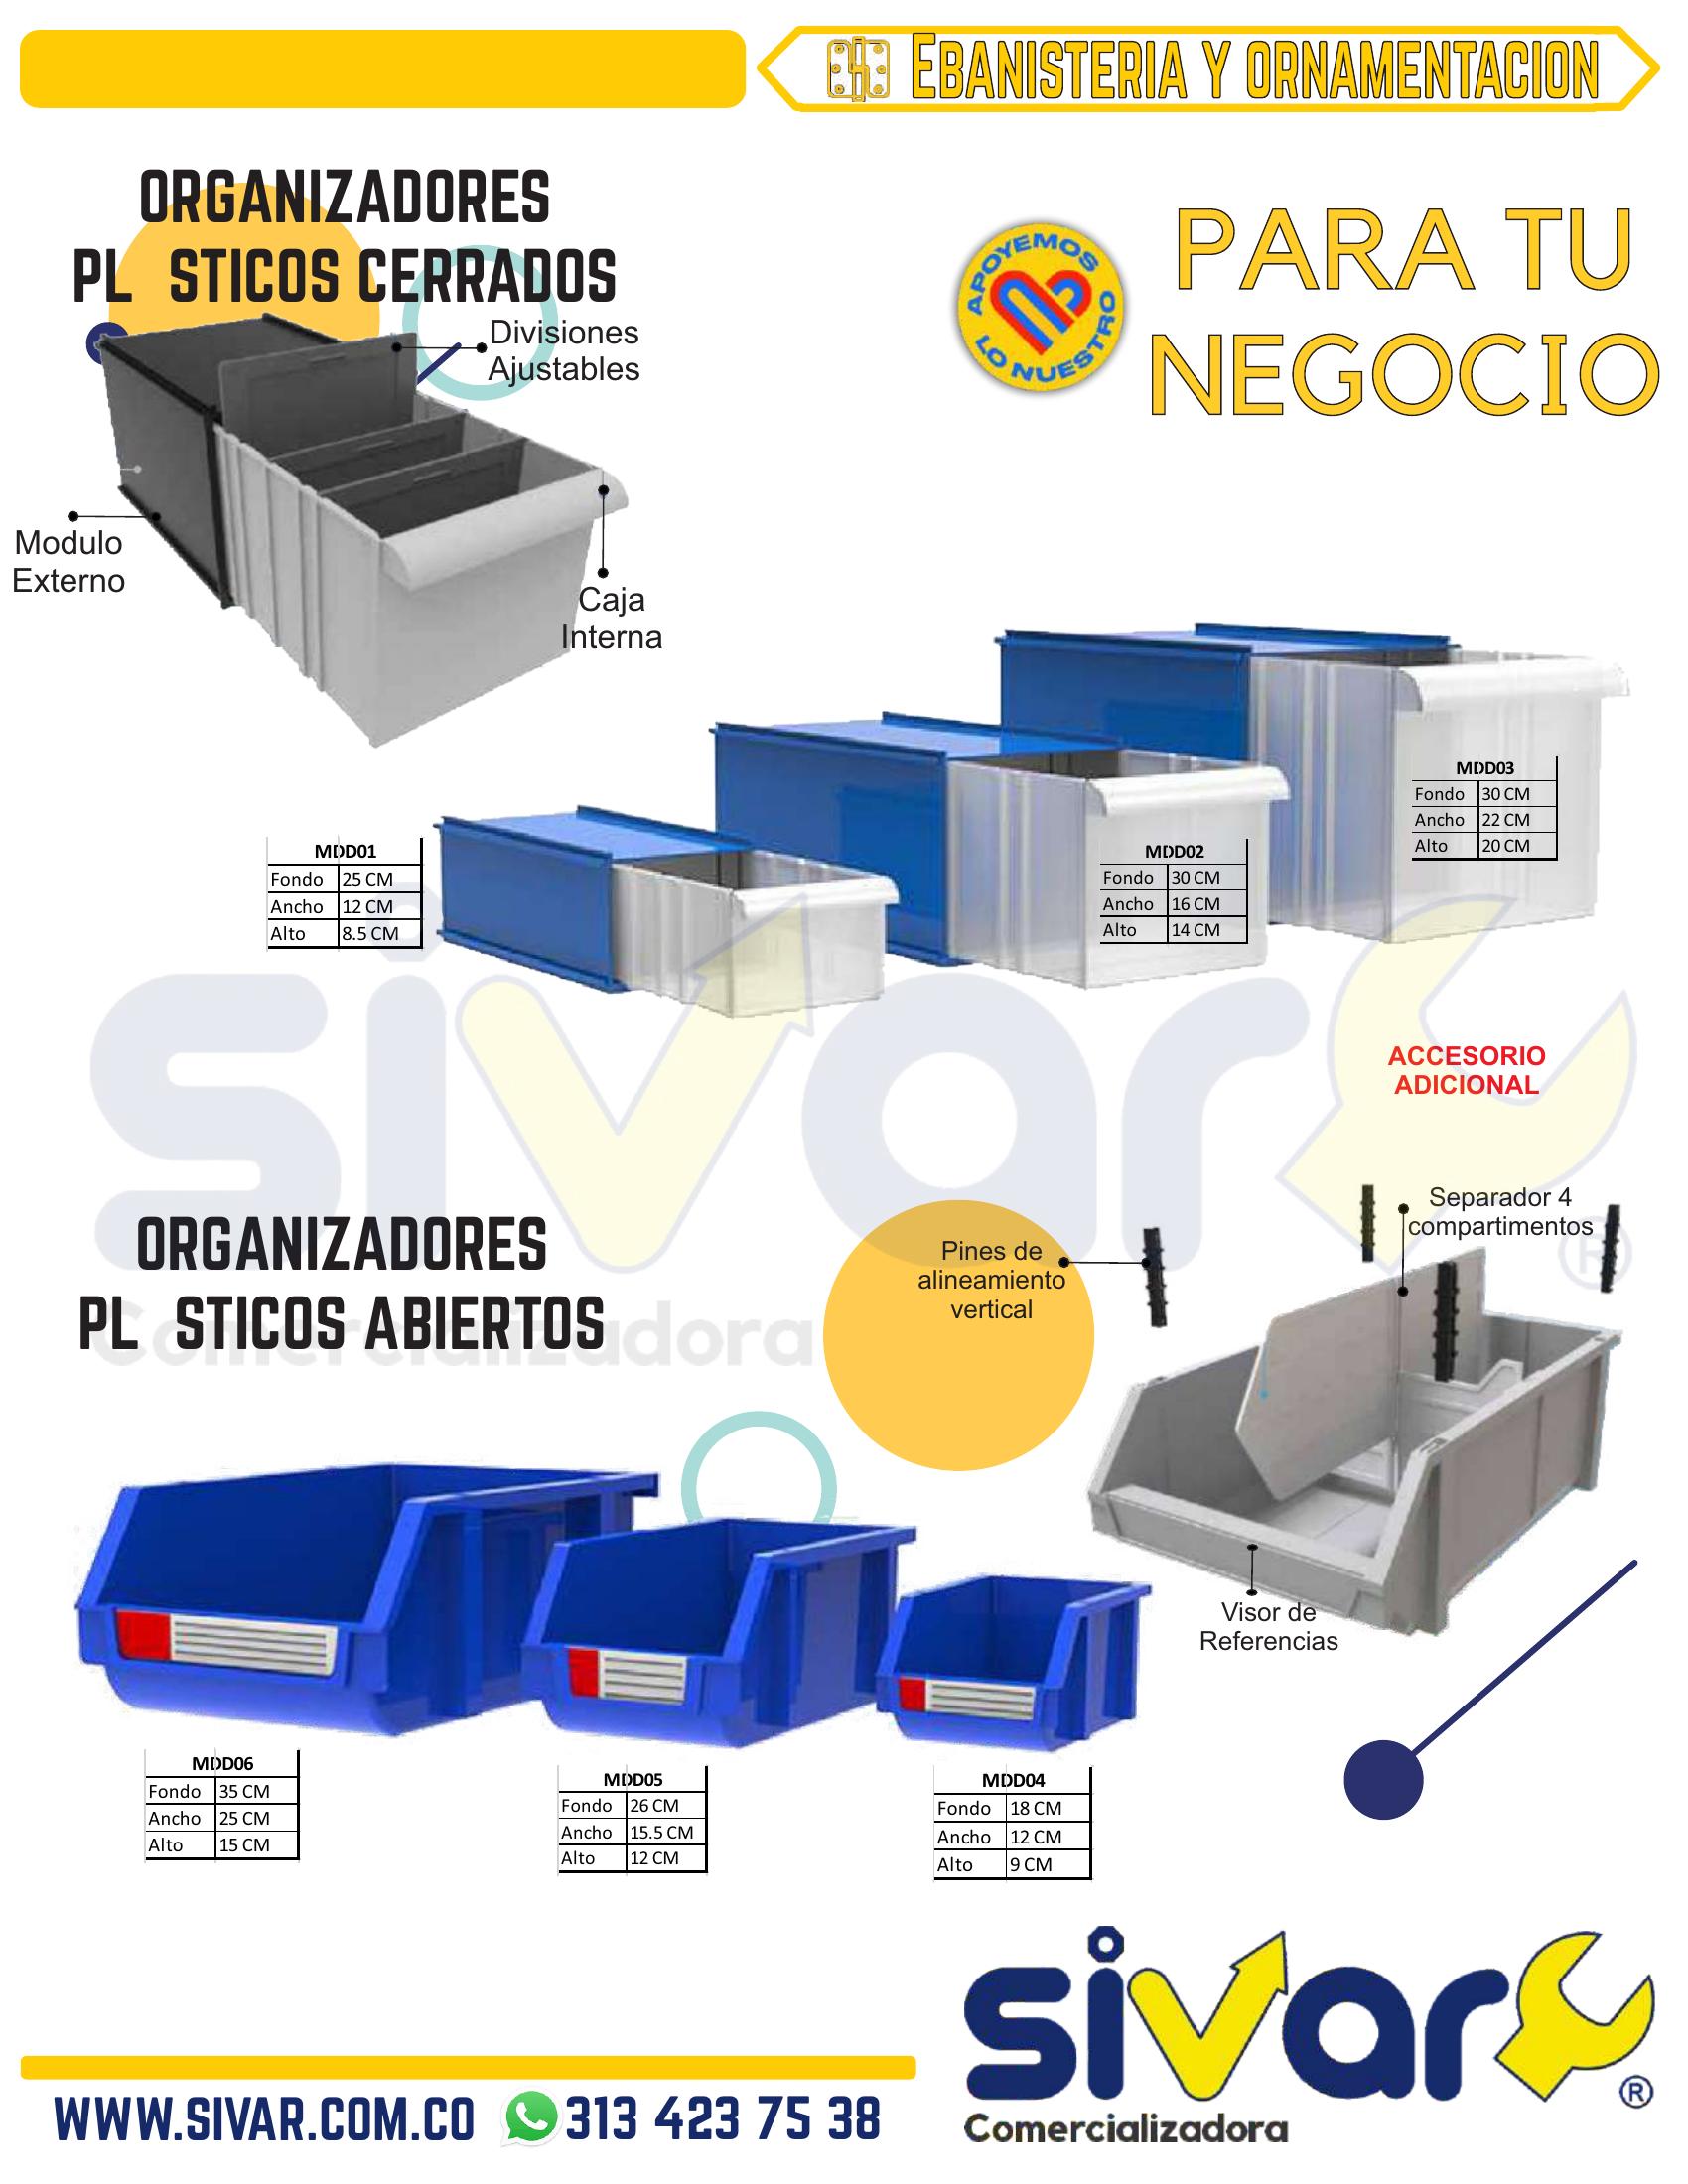 EBANISTERIA Y ORNAMENTACION
ORGANIZADORES
PL STICOS CERRADOS
Divisiones
Ajustables
Modulo
Externo
Caja
Interna
APOYEMOS
LO NUESTRO
PARA TU
NEGOCIO
MDD01
Fondo 25 CM
Ancho 12 CM
Alto 8.5 CM
MDD02
Fondo 30 CM
Ancho 16 CM
Alto 14 CM
MDD03
Fondo 30 CM
Ancho 22 CM
Alto 20 CM
sivar
Comercializadora
®
ACCESORIO
ADICIONAL
ORGANIZADORES
PL STICOS ABIERTOS
Pines de
alineamiento
vertical
Separador 4
compartimentos
Visor de
Referencias
MDD06
Fondo 35 CM
Ancho 25 CM
Alto 15 CM
MDD05
Fondo 26 CM
Ancho 15.5 CM
Alto 12 CM
MDD04
Fondo 18 CM
Ancho 12 CM
Alto 9 CM
WWW.SIVAR.COM.CO 313 423 75 38
sivar
®
Comercializadora